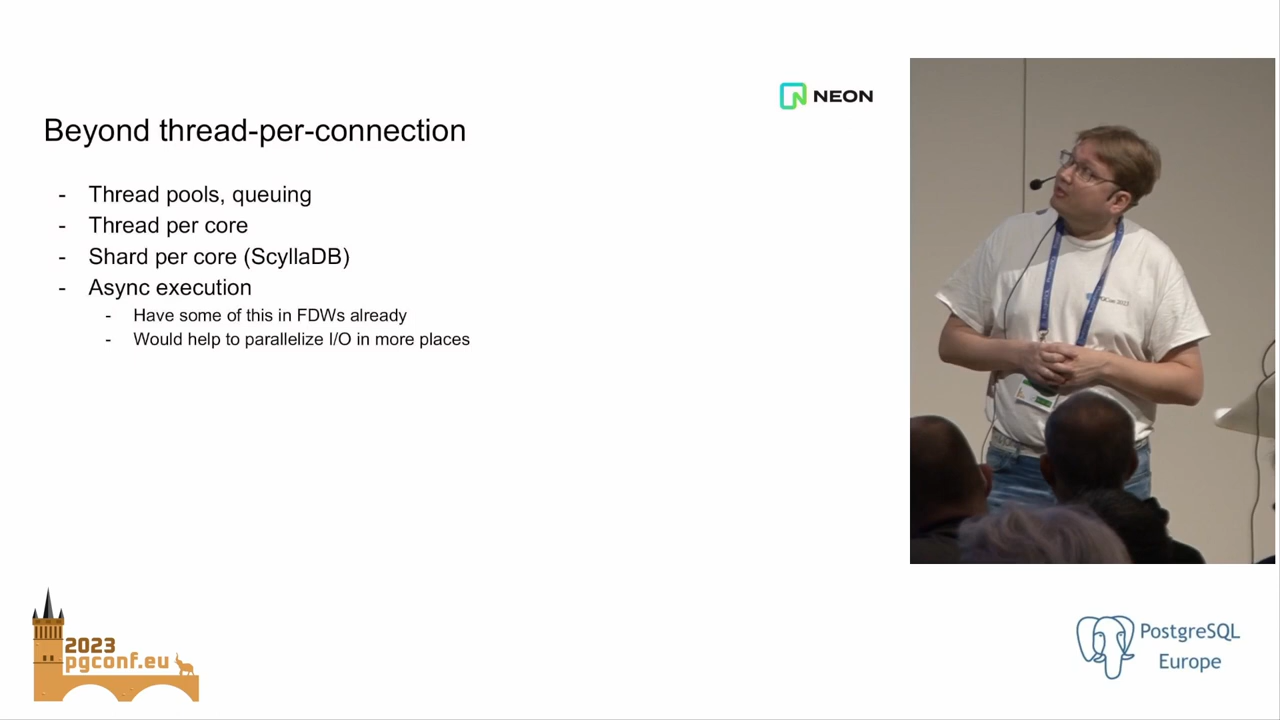 NEON
Beyond thread-per-connection
- Thread pools, queuing
- Thread per core
- Shard per core (ScyllaDB)
- Async execution
- Have some of this in FDWs already
- Would help to parallelize I/O in more places
2023
pgconf.eu
PostgreSQL
Europe